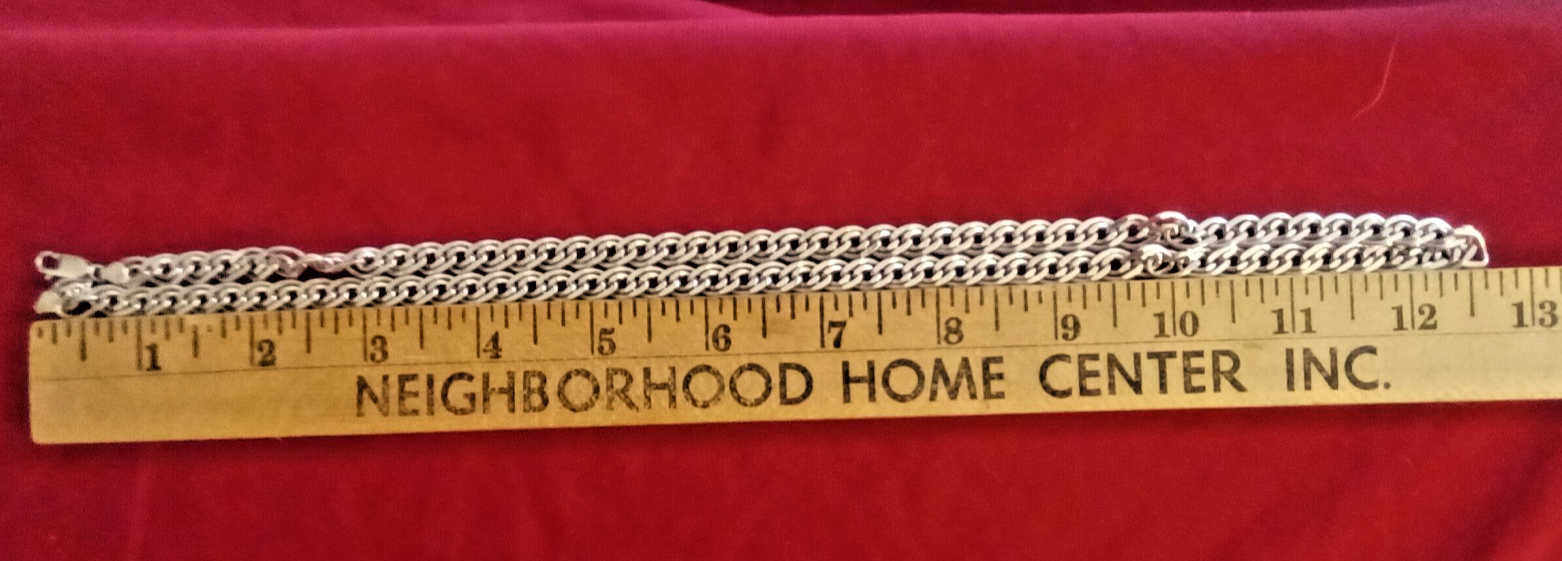 1 2 3 4 5 6 7 8 9 10 11 12 13
NEIGHBORHOOD HOME CENTER INC.